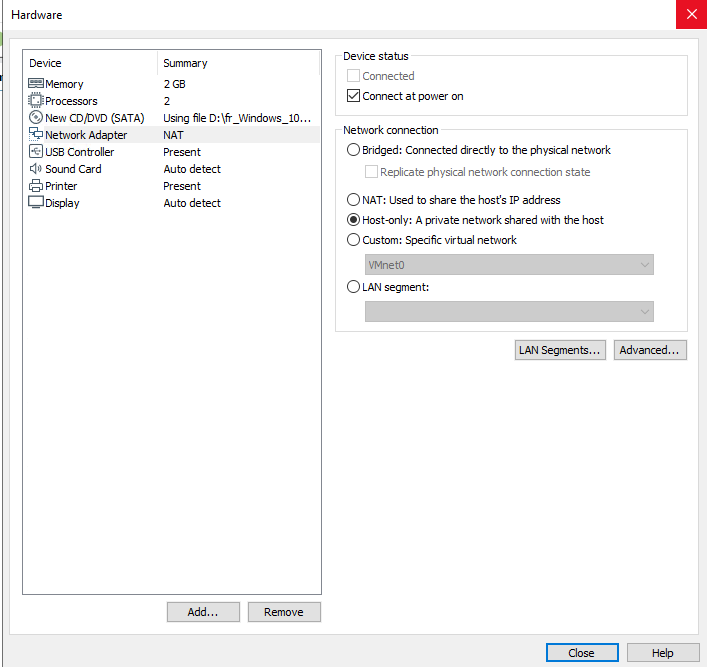 Hardware
Device Summary
Memory 2 GB
Processors 2
New CD/DVD (SATA) Using file D:\fr_Windows_10...
Network Adapter NAT
USB Controller Present
Sound Card Auto detect
Printer Present
Display Auto detect
Add...
Remove
Device status
Connected
Connect at power on
Network connection
Bridged: Connected directly to the physical network
Replicate physical network connection state
NAT: Used to share the host's IP address
Host-only: A private network shared with the host
Custom: Specific virtual network
VMnet0
LAN segment:
LAN Segments...
Advanced...
Close
Help